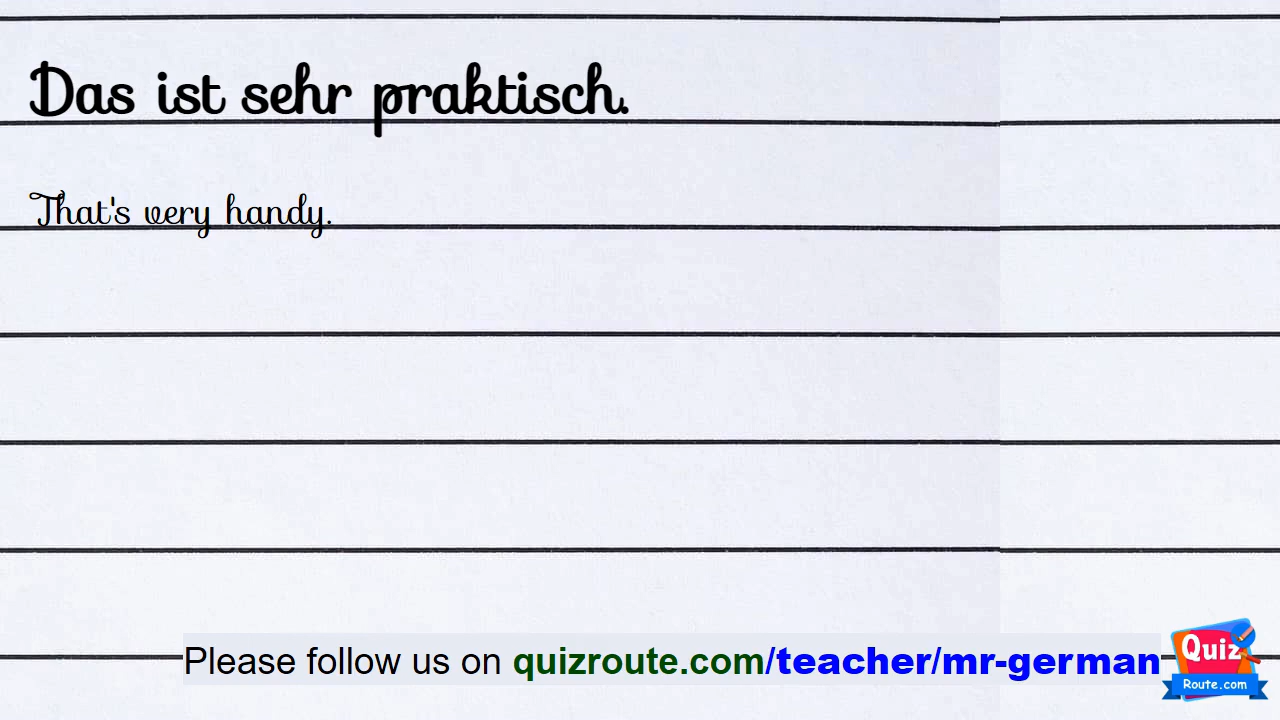 Das ist sehr praktisch.
That's very handy.
Please follow us on quizroute.com/teacher/mr-german
Quiz
Route.com